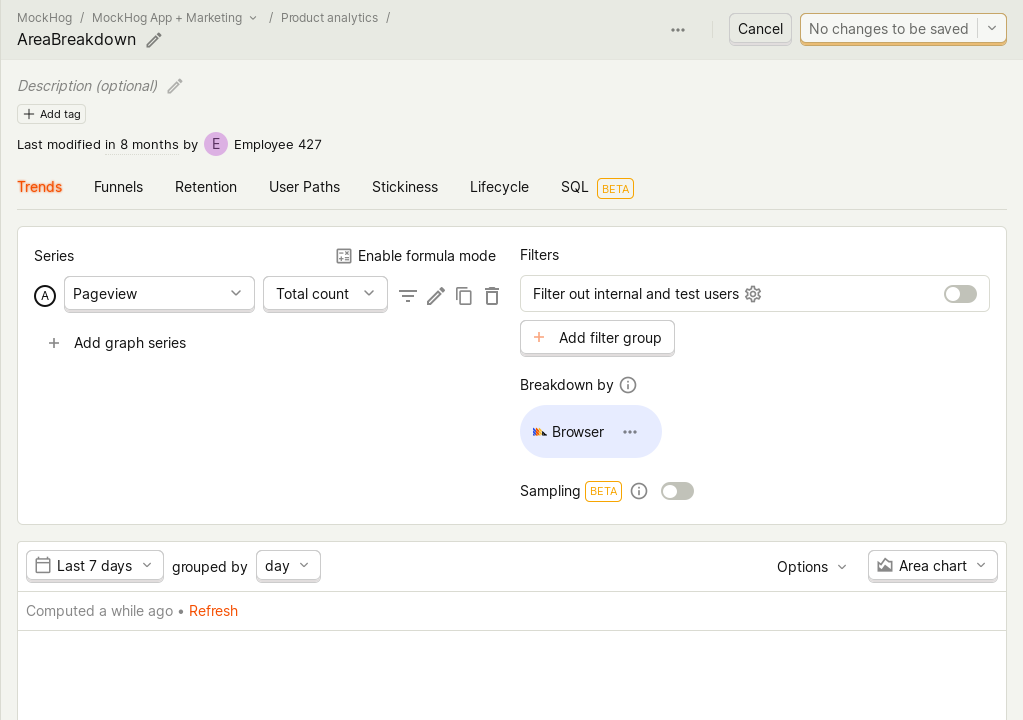 MockHog / MockHog App + Marketing / Product analytics /
AreaBreakdown
Cancel
No changes to be saved
Description (optional)
Add tag
Last modified in 8 months by E Employee 427
Trends Funnels Retention User Paths Stickiness Lifecycle SQL BETA
Series
Enable formula mode
A Pageview Total count
Add graph series
Filters
Filter out internal and test users
Add filter group
Breakdown by
Browser
Sampling BETA
Last 7 days grouped by day
Options Area chart
Computed a while ago • Refresh